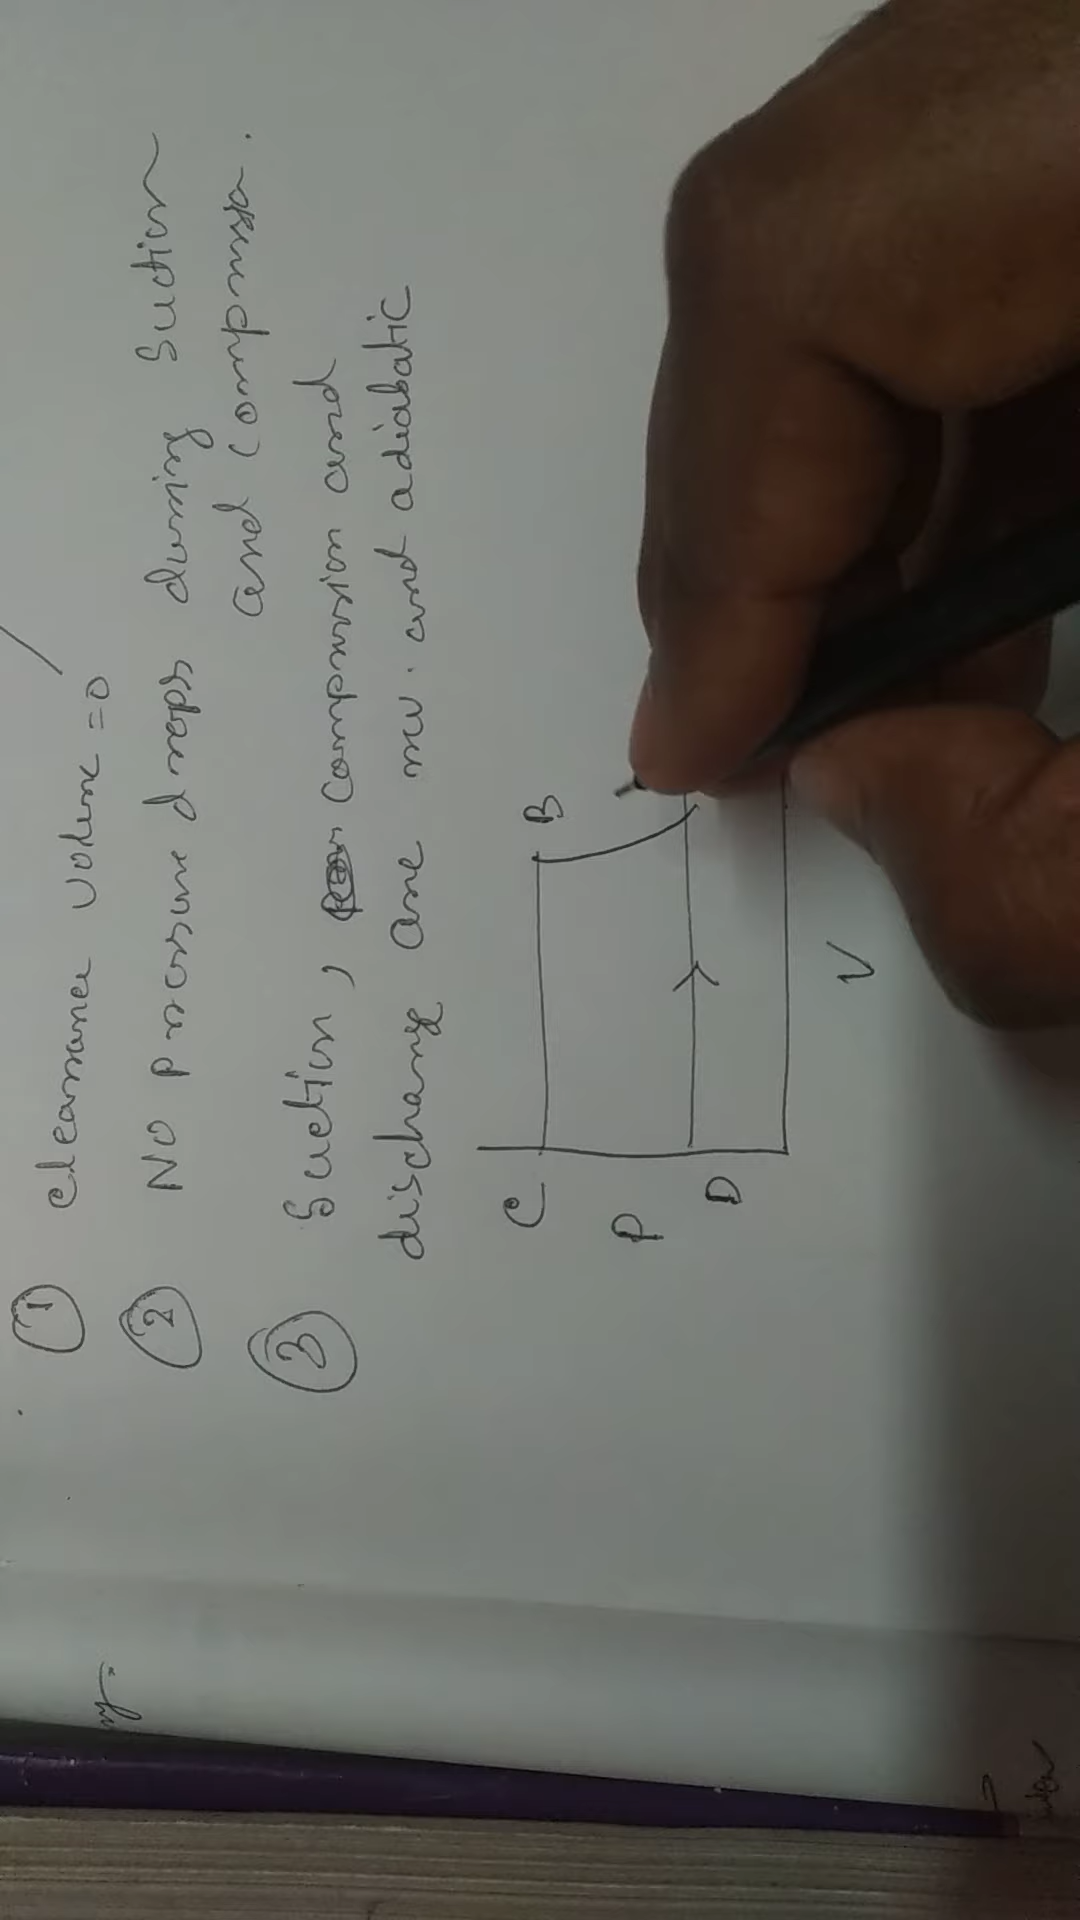 ① clearance volume = 0
② NO pressure drops during suction
and compressn.
③ Suction, compression and
discharge are rev. and adiabatic
C
B
P
D
V